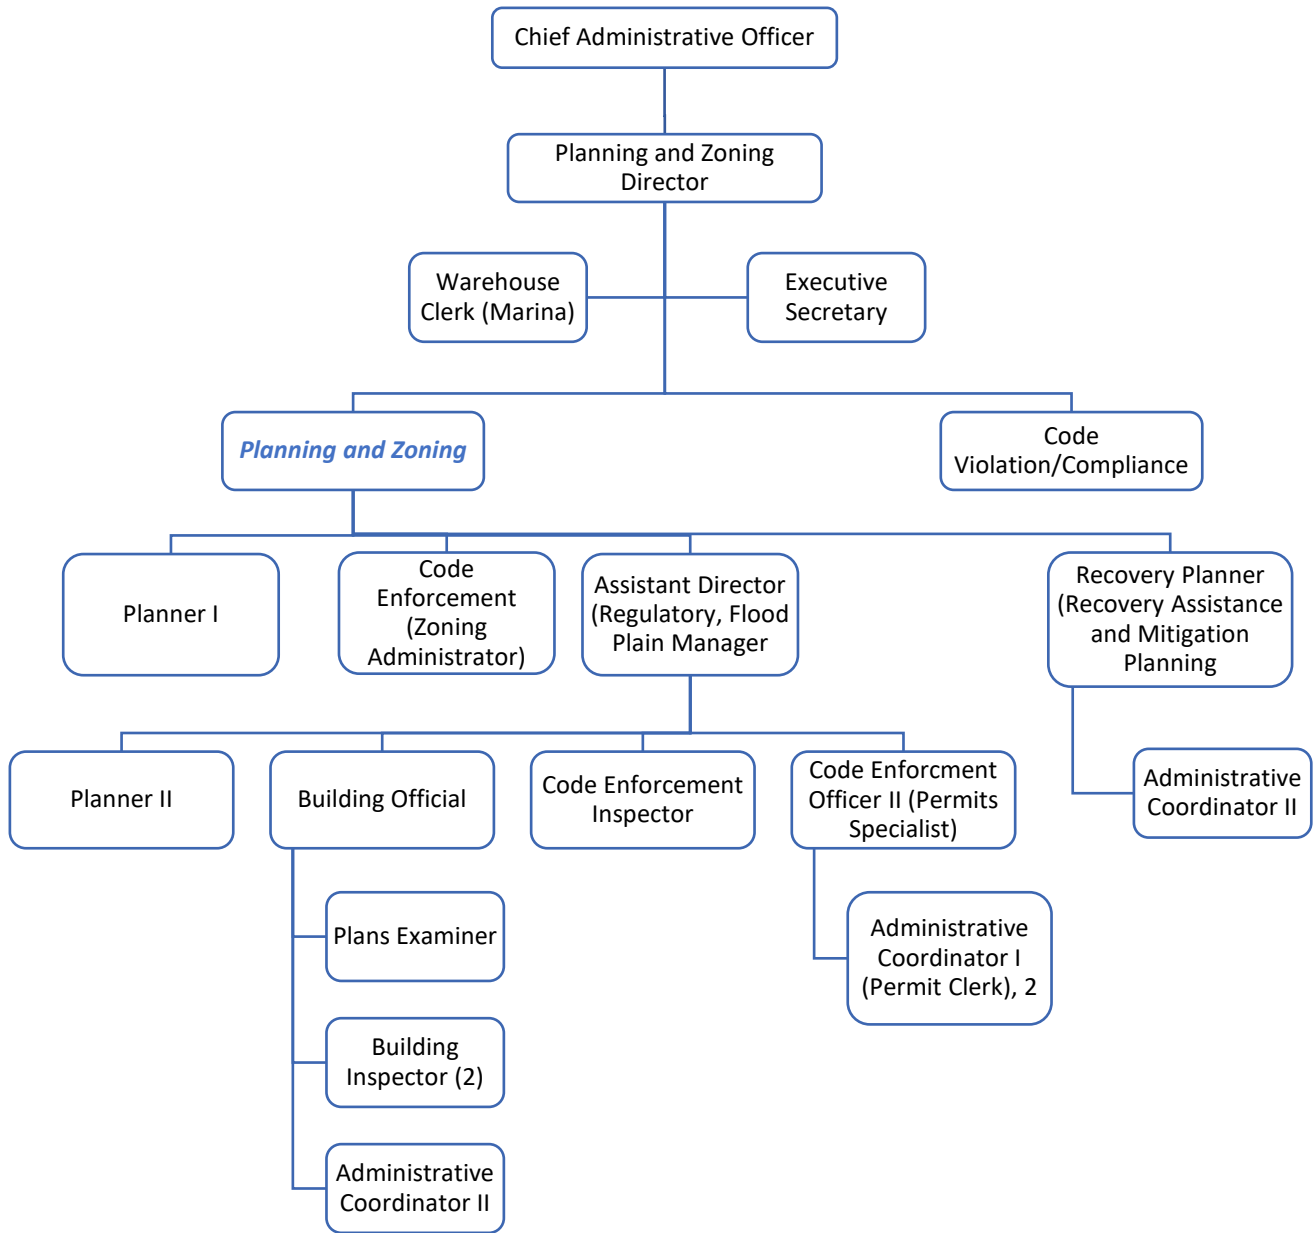 Chief Administrative Officer
Planning and Zoning
Director
Warehouse
Clerk (Marina)
Executive
Secretary
Planning and Zoning
Code
Violation/Compliance
Planner I
Code
Enforcement
(Zoning
Administrator)
Assistant Director
(Regulatory, Flood
Plain Manager
Recovery Planner
(Recovery Assistance
and Mitigation
Planning
Planner II
Building Official
Code Enforcement
Inspector
Code Enforcment
Officer II (Permits
Specialist)
Administrative
Coordinator II
Plans Examiner
Administrative
Coordinator I
(Permit Clerk), 2
Building
Inspector (2)
Administrative
Coordinator II